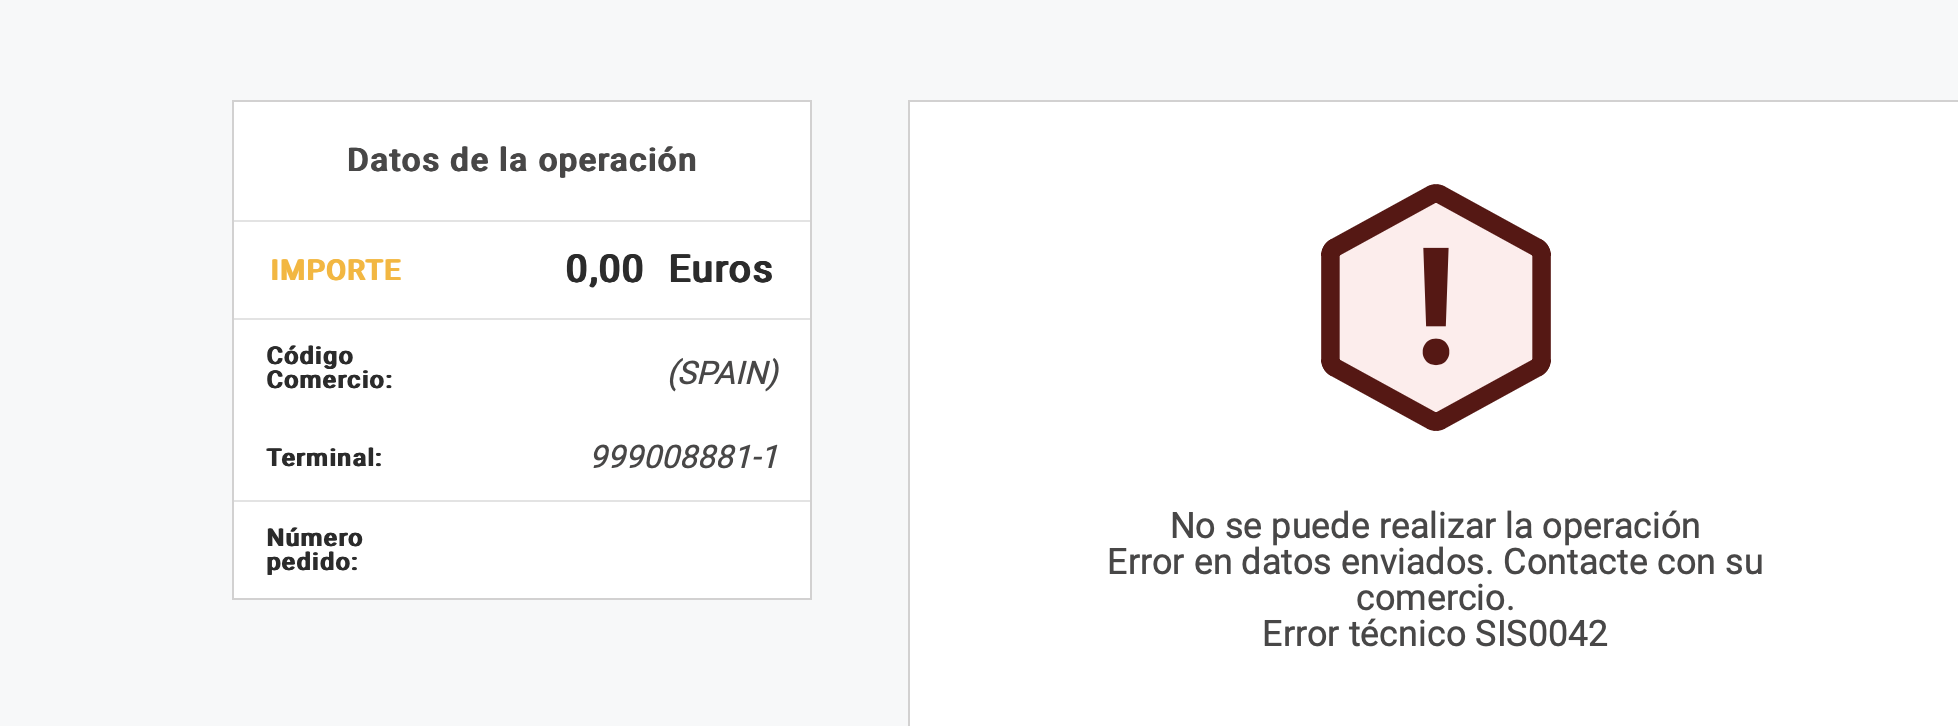 Datos de la operación
IMPORTE 0,00 Euros
Código
Comercio:
(SPAIN)
Terminal: 999008881-1
Número
pedido:
!
No se puede realizar la operación
Error en datos enviados. Contacte con su
comercio.
Error técnico SIS0042